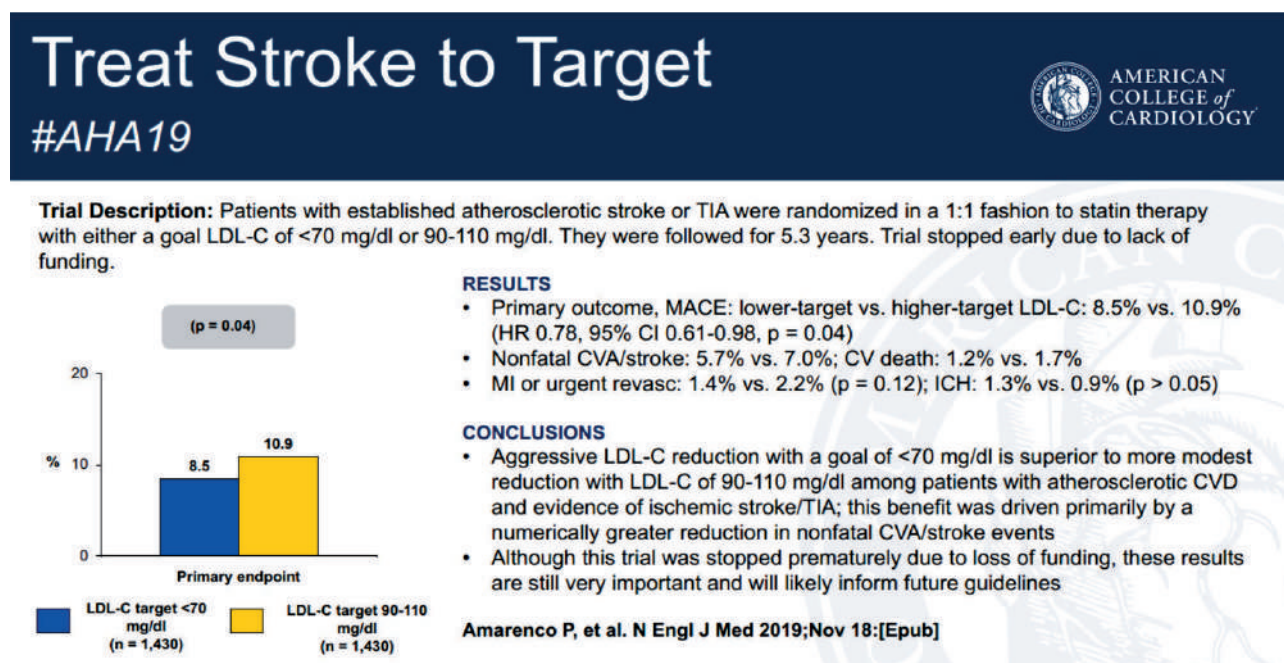 Treat Stroke to Target
#AHA19
AMERICAN
COLLEGE of
CARDIOLOGY
Trial Description: Patients with established atherosclerotic stroke or TIA were randomized in a 1:1 fashion to statin therapy
with either a goal LDL-C of <70 mg/dl or 90-110 mg/dl. They were followed for 5.3 years. Trial stopped early due to lack of
funding.
(p = 0.04)
20
% 10
0
8.5
10.9
Primary endpoint
LDL-C target <70
mg/dl
(n = 1,430)
LDL-C target 90-110
mg/dl
(n = 1,430)
RESULTS
• Primary outcome, MACE: lower-target vs. higher-target LDL-C: 8.5% vs. 10.9%
(HR 0.78, 95% CI 0.61-0.98, p = 0.04)
• Nonfatal CVA/stroke: 5.7% vs. 7.0%; CV death: 1.2% vs. 1.7%
• MI or urgent revasc: 1.4% vs. 2.2% (p = 0.12); ICH: 1.3% vs. 0.9% (p > 0.05)
CONCLUSIONS
• Aggressive LDL-C reduction with a goal of <70 mg/dl is superior to more modest
reduction with LDL-C of 90-110 mg/dl among patients with atherosclerotic CVD
and evidence of ischemic stroke/TIA; this benefit was driven primarily by a
numerically greater reduction in nonfatal CVA/stroke events
• Although this trial was stopped prematurely due to loss of funding, these results
are still very important and will likely inform future guidelines
Amarenco P, et al. N Engl J Med 2019;Nov 18:[Epub]